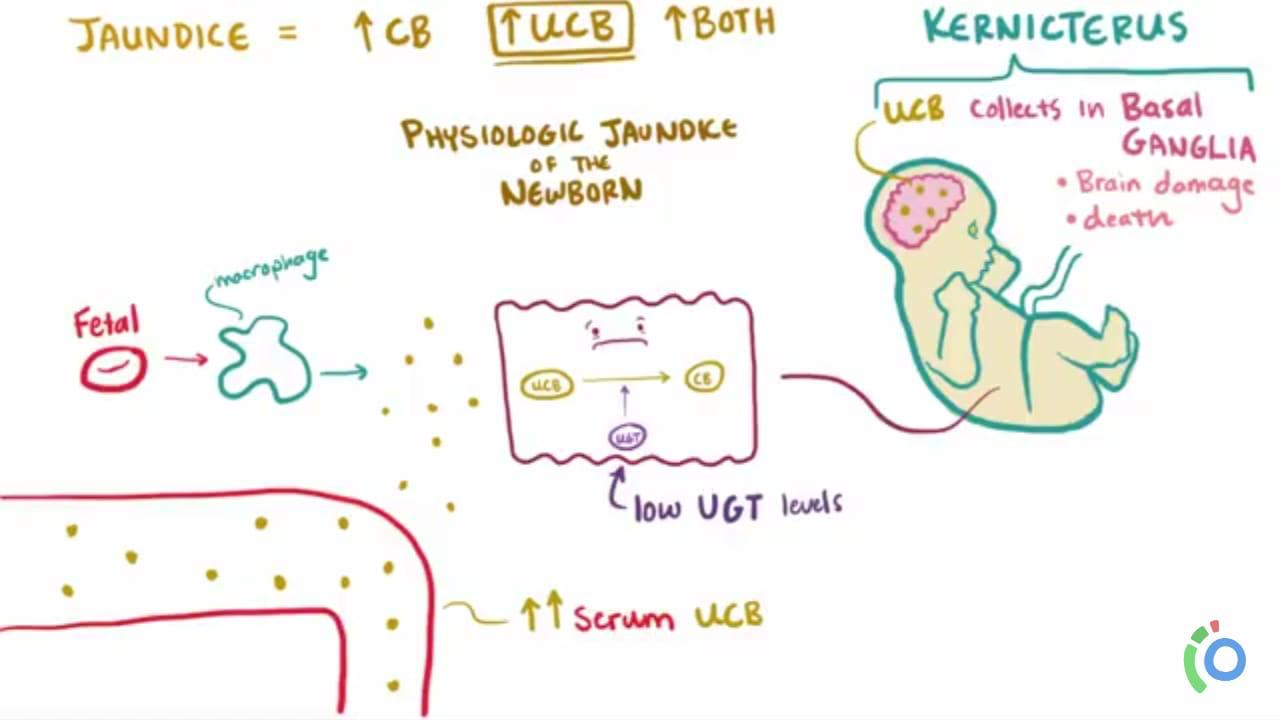 JAUNDICE = ↑ CB ↑ UCB ↑ BOTH
KERNICTERUS
UCB collects in Basal
GANGLIA
• Brain damage
• death
PHYSIOLOGIC JAUNDICE
OF THE
NEWBORN
macrophage
Fetal
UCB
CB
UGT
low UGT levels
↑↑ Serum UCB